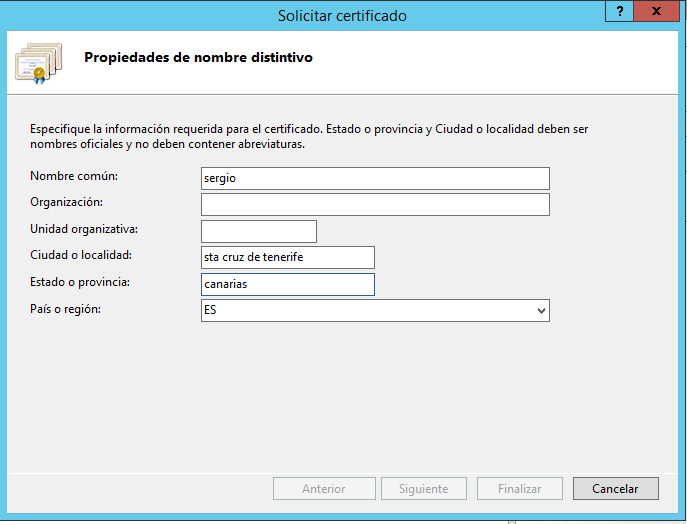 Solicitar certificado
?
x
Propiedades de nombre distintivo
Especifique la información requerida para el certificado. Estado o provincia y Ciudad o localidad deben ser
nombres oficiales y no deben contener abreviaturas.
Nombre común: sergio
Organización:
Unidad organizativa:
Ciudad o localidad: sta cruz de tenerife
Estado o provincia: canarias
País o región: ES
Anterior Siguiente Finalizar Cancelar